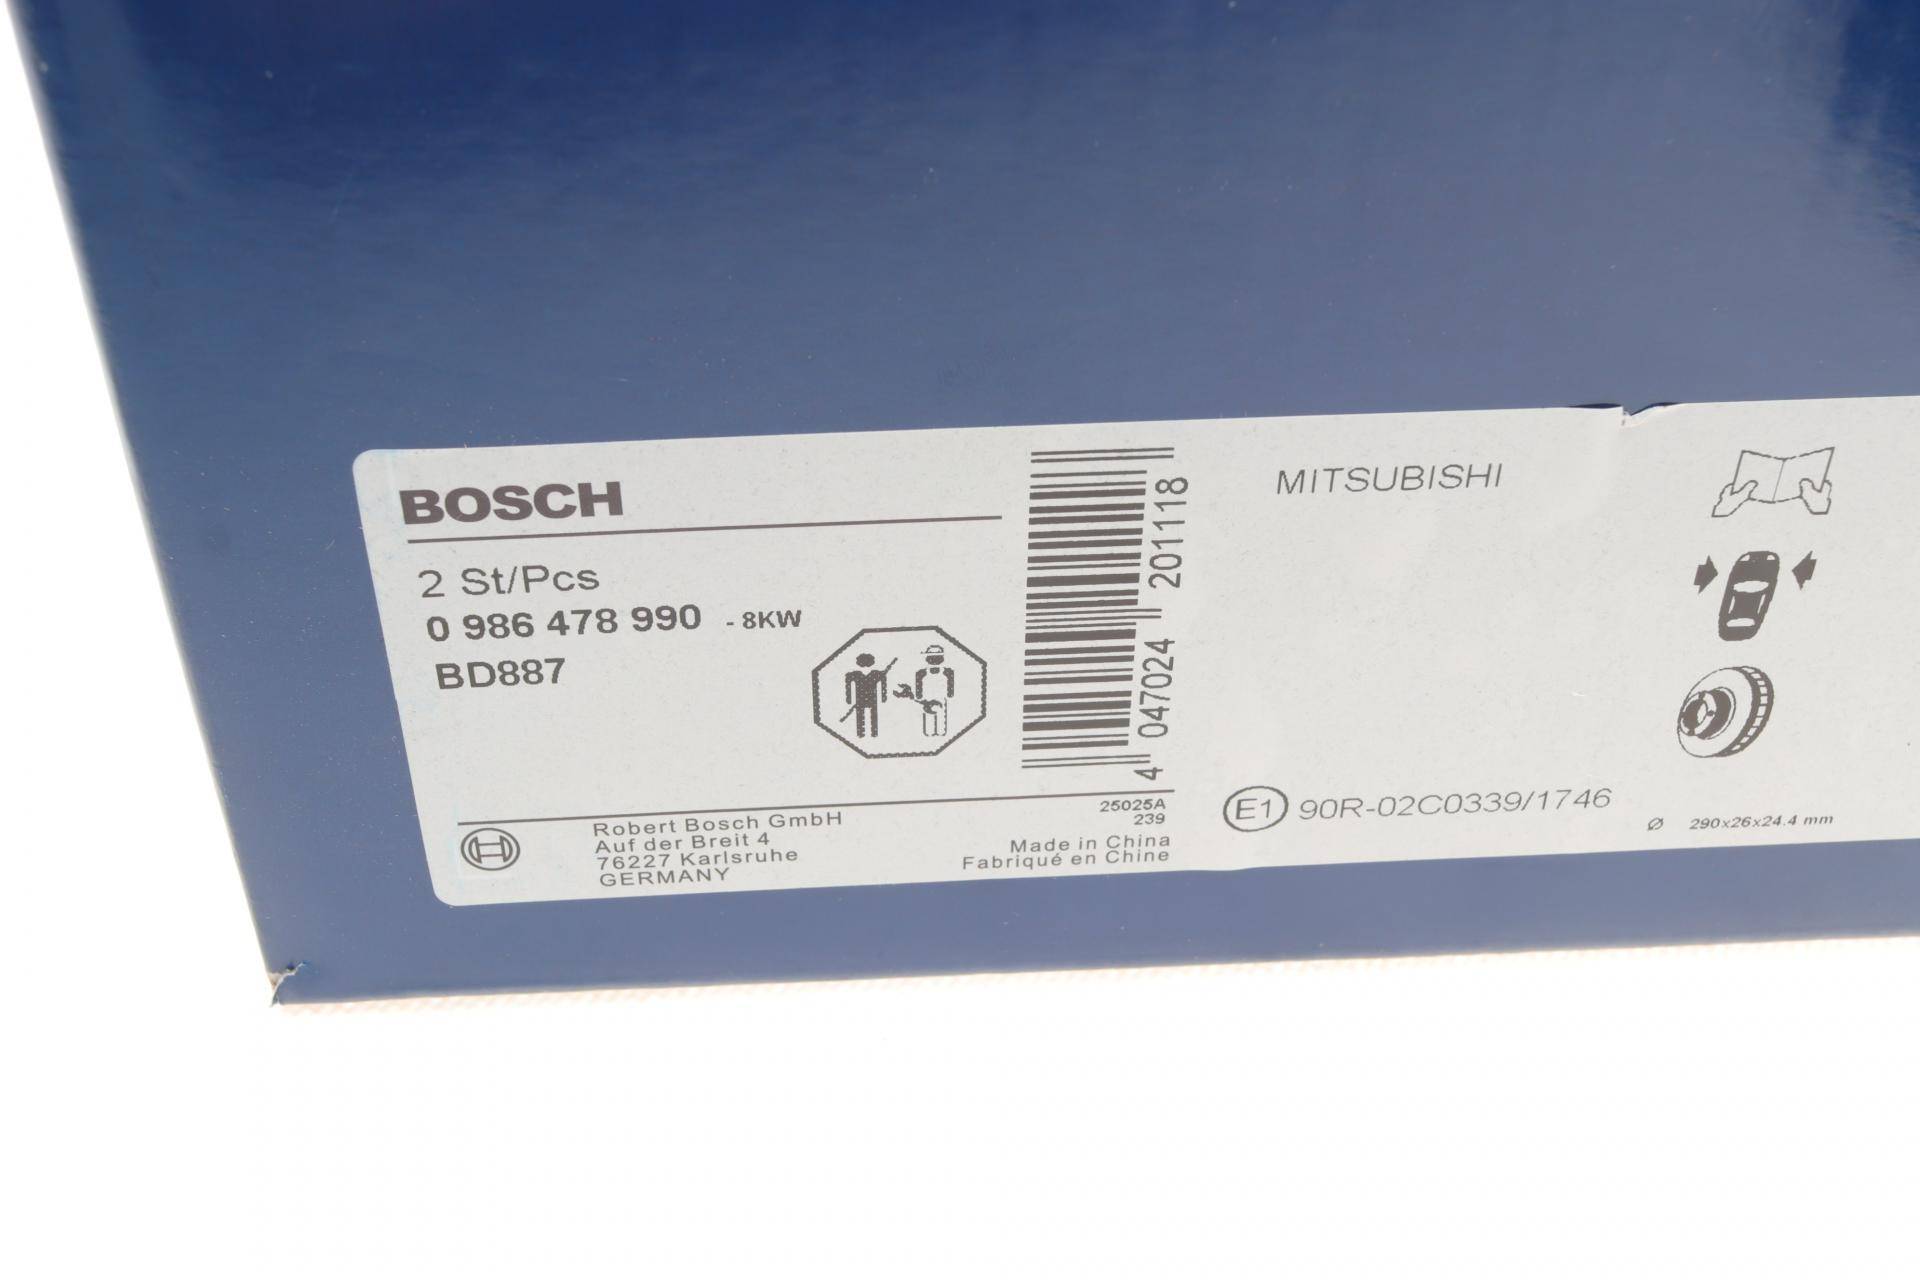 BOSCH
2 St/Pcs
0 986 478 990 - 8KW
BD887
4 047024 201118
MITSUBISHI
E1 90R-02C0339/1746
Ø 290x26x24.4 mm
25025A
239
Robert Bosch GmbH
Auf der Breit 4
76227 Karlsruhe
GERMANY
Made in China
Fabriqué en Chine